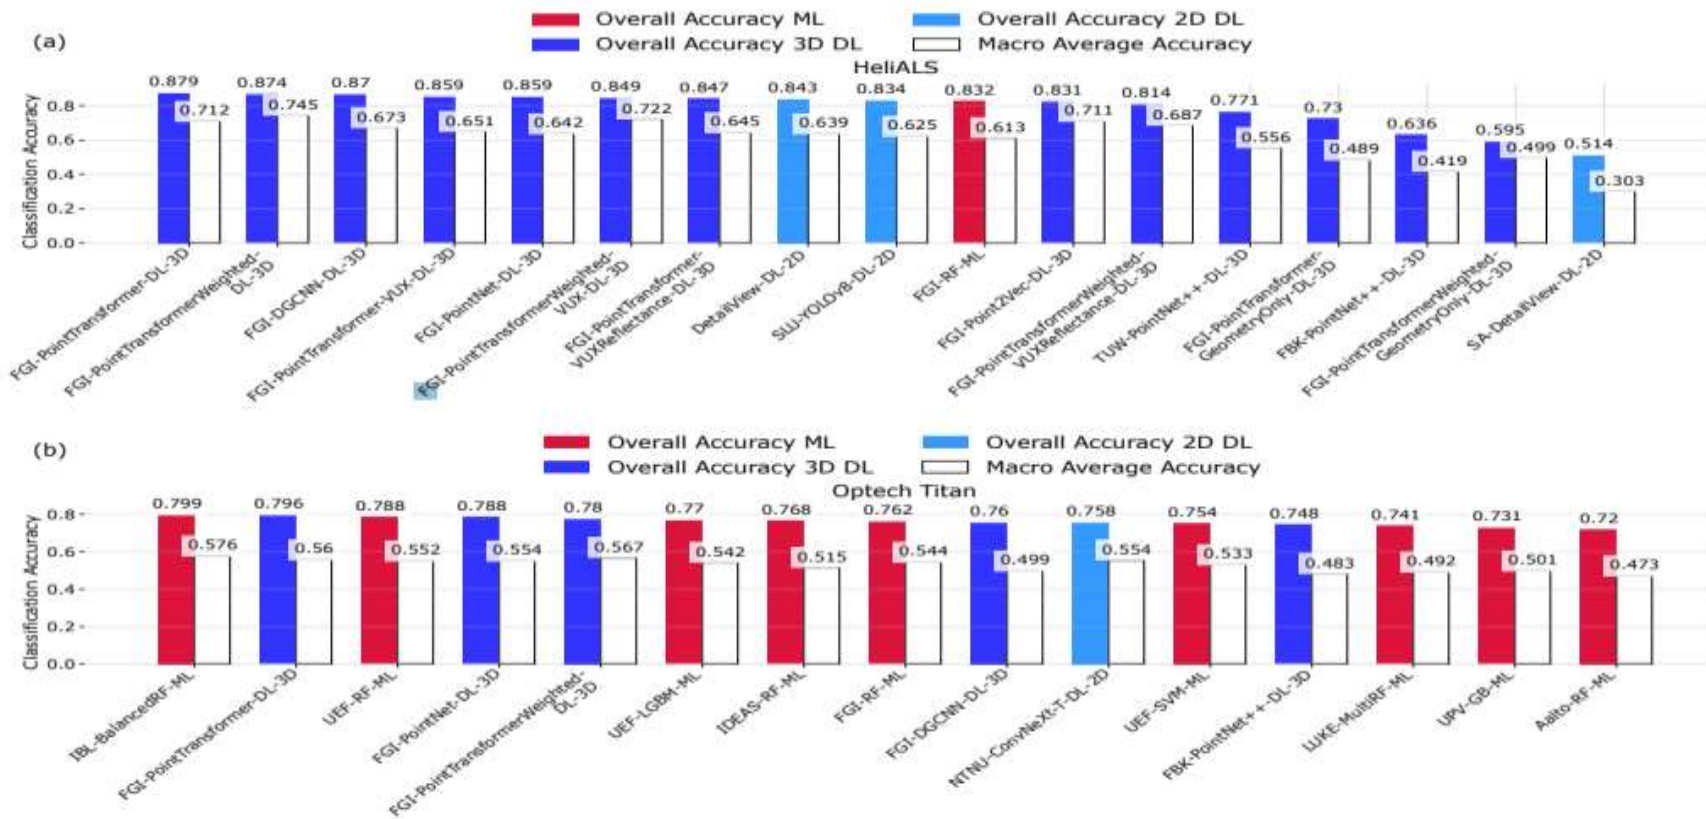 (a)
Overall Accuracy ML
Overall Accuracy 2D DL
Overall Accuracy 3D DL
Macro Average Accuracy
HeliALS
Classification Accuracy
0.8
0.6
0.4
0.2
0.0
0.879
0.712
0.874
0.745
0.87
0.673
0.859
0.651
0.859
0.642
0.849
0.722
0.847
0.645
0.843
0.639
0.834
0.625
0.832
0.613
0.831
0.711
0.814
0.687
0.771
0.556
0.73
0.489
0.636
0.419
0.595
0.499
0.514
0.303
FGI-PointTransformer-DL-3D
FGI-PointTransformerWeighted-
DL-3D
FGI-DGCNN-DL-3D
FGI-PointTransformer-VUX-DL-3D
FGI-PointNet-DL-3D
FGI-PointTransformerWeighted-
VUX-DL-3D
FGI-PointTransformer-
VUXReflectance-DL-3D
DetailView-DL-2D
SLU-YOLOv8-DL-2D
FGI-RF-ML
FGI-Point2Vec-DL-3D
FGI-PointTransformerWeighted-
VUXReflectance-DL-3D
TUW-PointNet++-DL-3D
FGI-PointTransformer-
GeometryOnly-DL-3D
FBK-PointNet++-DL-3D
FGI-PointTransformerWeighted-
GeometryOnly-DL-3D
SA-DetailView-DL-2D
(b)
Overall Accuracy ML
Overall Accuracy 2D DL
Overall Accuracy 3D DL
Macro Average Accuracy
Optech Titan
Classification Accuracy
0.8
0.6
0.4
0.2
0.0
0.799
0.576
0.796
0.56
0.788
0.552
0.788
0.554
0.78
0.567
0.77
0.542
0.768
0.515
0.762
0.544
0.76
0.499
0.758
0.554
0.754
0.533
0.748
0.483
0.741
0.492
0.731
0.501
0.72
0.473
IBL-BalancedRF-ML
FGI-PointTransformer-DL-3D
UEF-RF-ML
FGI-PointNet-DL-3D
FGI-PointTransformerWeighted-
DL-3D
UEF-LGBM-ML
IDEAS-RF-ML
FGI-RF-ML
FGI-DGCNN-DL-3D
NTNU-ConvNeXt-T-DL-2D
UEF-SVM-ML
FBK-PointNet++-DL-3D
LUKE-MultiRF-ML
UPV-GB-ML
Aalto-RF-ML